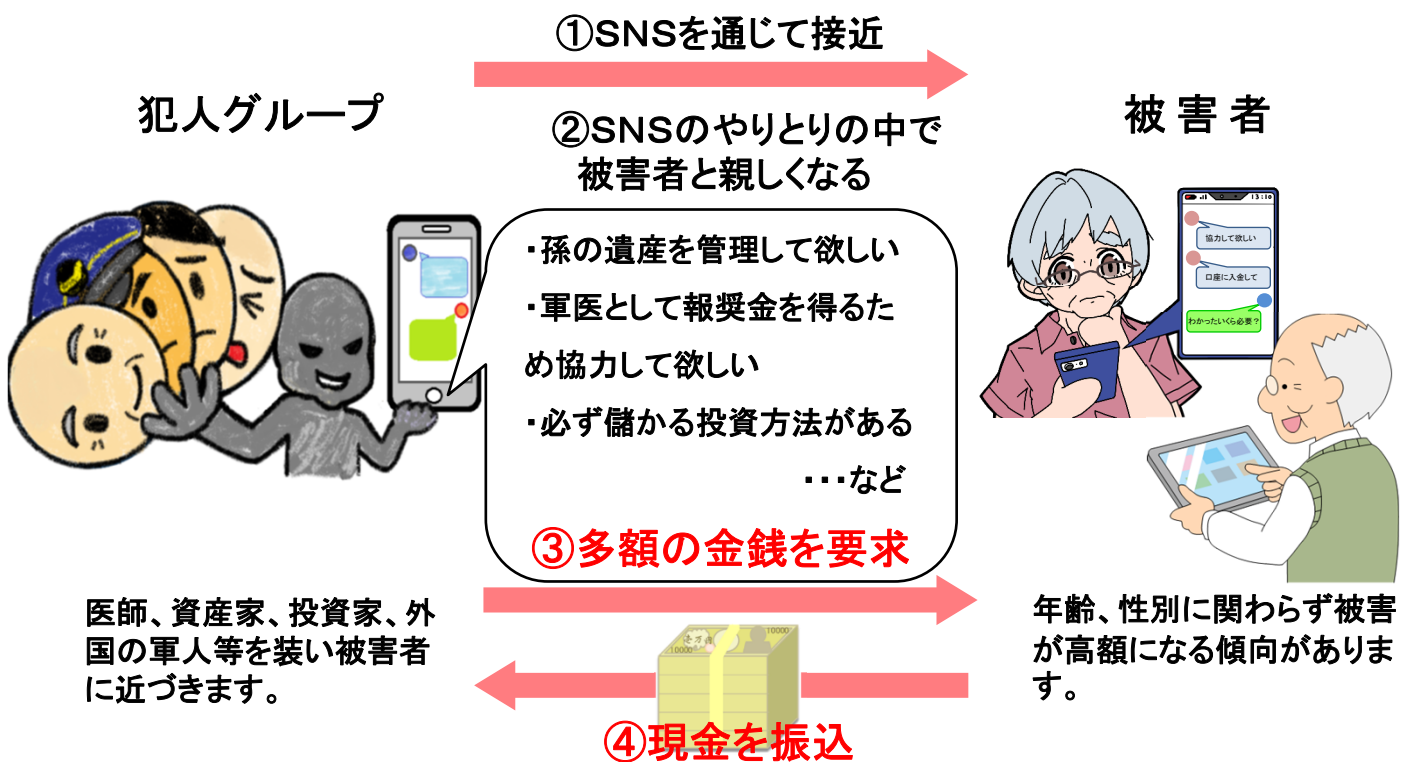 ①SNSを通じて接近
犯人グループ
被害者
②SNSのやりとりの中で
被害者と親しくなる
・孫の遺産を管理して欲しい
・軍医として報奨金を得るた
め協力して欲しい
・必ず儲かる投資方法がある
・・・など
13:10
協力して欲しい
口座に入金して
わかったいくら必要？
③多額の金銭を要求
医師、資産家、投資家、外
国の軍人等を装い被害者
に近づきます。
年齢、性別に関わらず被害
が高額になる傾向がありま
す。
10000
壱万円
10000
④現金を振込